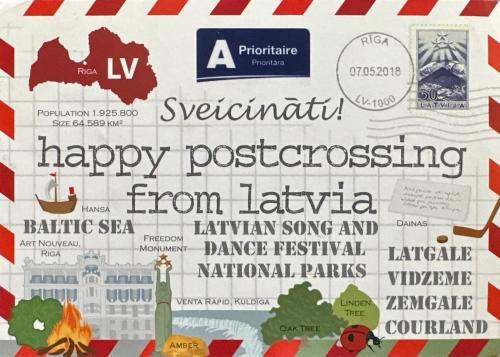 LV
RIGA
POPULATION 1.925.800
SIZE 64.589 KM²
A Prioritaire
Prioritāra
RĪGA
07.05.2018
LV-1000
50
LATVIJA
Sveicināti!
happy postcrossing
from latvia
HANSA
BALTIC SEA
ART NOUVEAU,
RIGA
FREEDOM
MONUMENT
LATVIAN SONG AND
DANCE FESTIVAL
NATIONAL PARKS
DAINAS
LATGALE
VIDZEME
ZEMGALE
COURLAND
VENTA RAPID, KULDĪGA
LINDEN
TREE
OAK TREE
AMBER